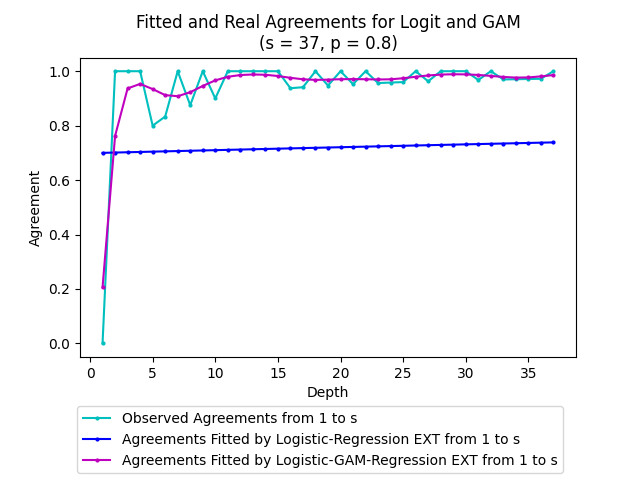 Fitted and Real Agreements for Logit and GAM
(s = 37, p = 0.8)
1.0
0.8
0.6
0.4
0.2
0.0
Agreement
0 5 10 15 20 25 30 35
Depth
Observed Agreements from 1 to s
Agreements Fitted by Logistic-Regression EXT from 1 to s
Agreements Fitted by Logistic-GAM-Regression EXT from 1 to s